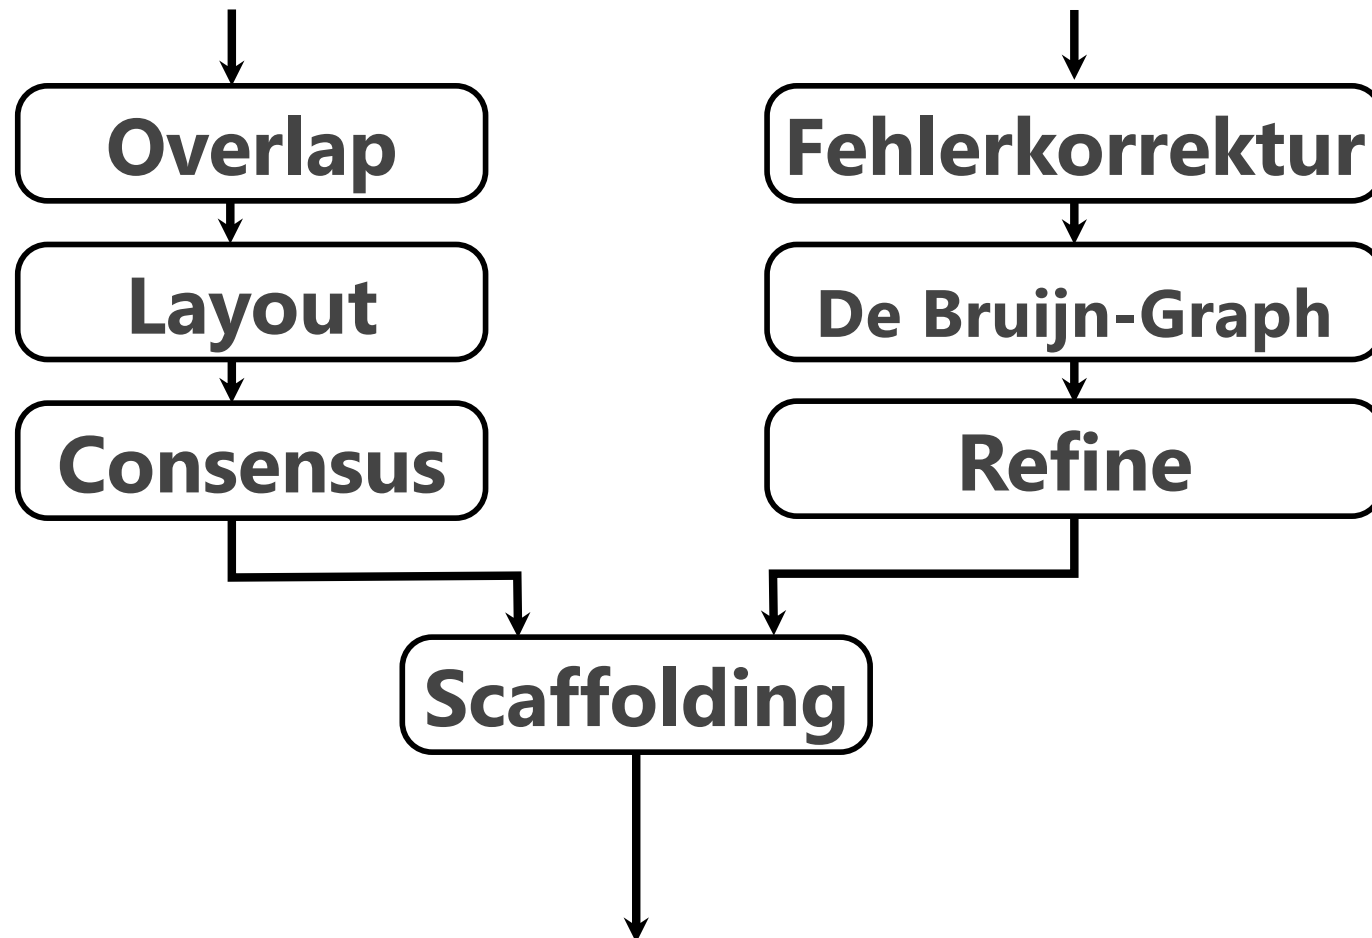 Overlap
Layout
Consensus
Fehlerkorrektur
De Bruijn-Graph
Refine
Scaffolding